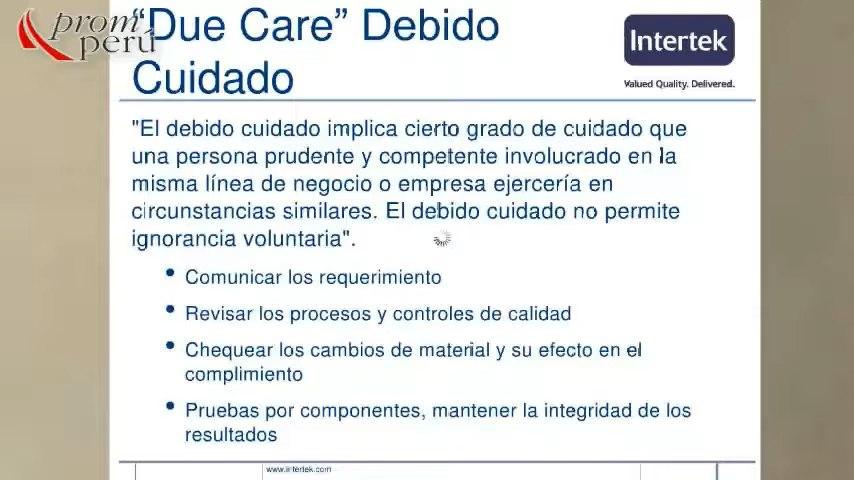 prom
perú
"Due Care" Debido
Cuidado
Intertek
Valued Quality. Delivered.
"El debido cuidado implica cierto grado de cuidado que
una persona prudente y competente involucrado en la
misma línea de negocio o empresa ejercería en
circunstancias similares. El debido cuidado no permite
ignorancia voluntaria".
• Comunicar los requerimiento
• Revisar los procesos y controles de calidad
• Chequear los cambios de material y su efecto en el
complimiento
• Pruebas por componentes, mantener la integridad de los
resultados
www.intertek.com